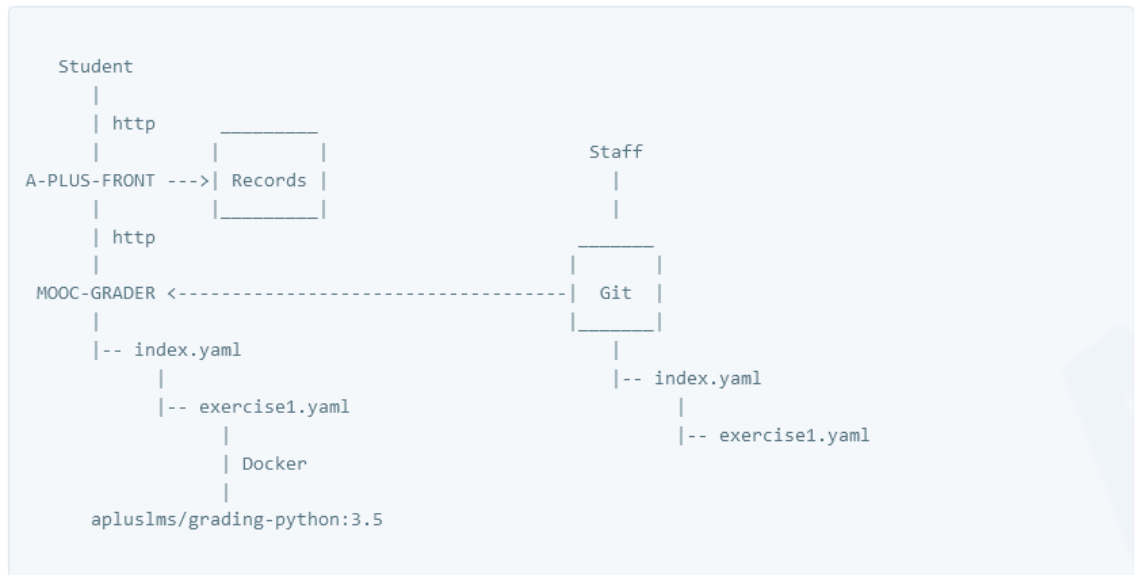 Student
http
Staff
A-PLUS-FRONT ---> Records
http
MOOC-GRADER <------------------------------------ Git
|-- index.yaml
|-- index.yaml
|-- exercise1.yaml
|-- exercise1.yaml
Docker
apluslms/grading-python:3.5